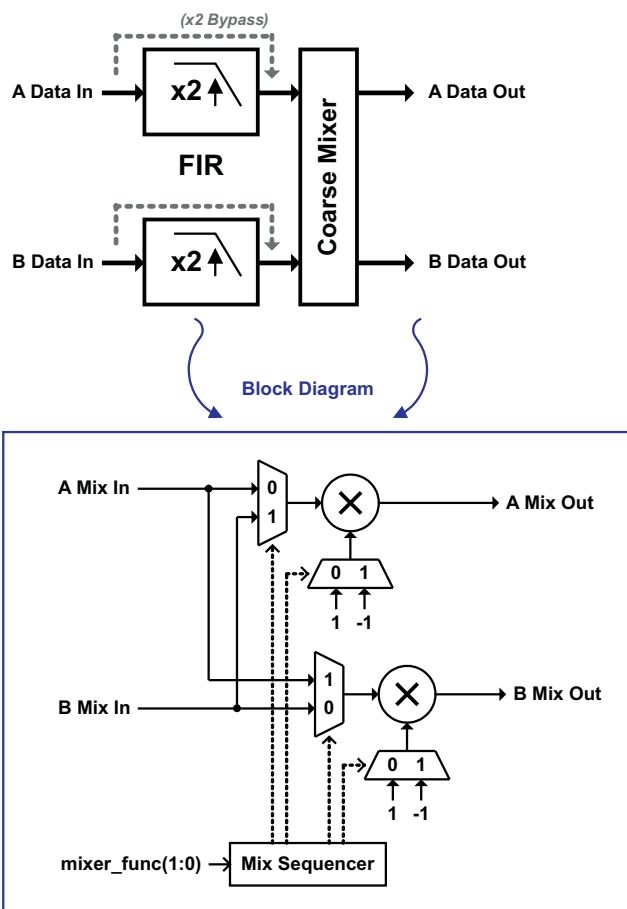 (x2 Bypass)
A Data In
x2
A Data Out
FIR
Coarse Mixer
B Data In
x2
B Data Out
Block Diagram
A Mix In
0
1
A Mix Out
0 1
1 -1
1
0
B Mix In
B Mix Out
0 1
1 -1
mixer_func(1:0)
Mix Sequencer